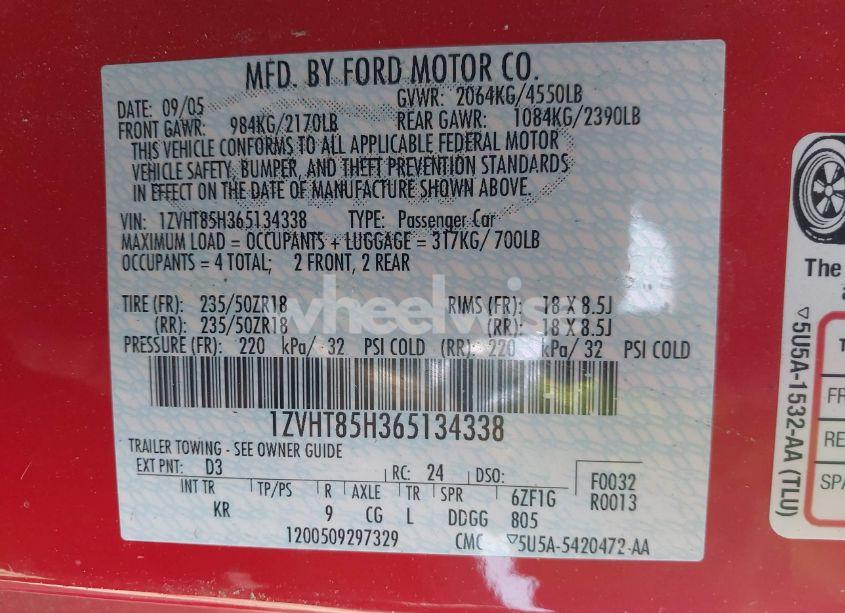 MFD. BY FORD MOTOR CO.
DATE: 09/05 GVWR: 2064KG/4550LB
FRONT GAWR: 984KG/2170LB REAR GAWR: 1084KG/2390LB
THIS VEHICLE CONFORMS TO ALL APPLICABLE FEDERAL MOTOR
VEHICLE SAFETY, BUMPER, AND THEFT PREVENTION STANDARDS
IN EFFECT ON THE DATE OF MANUFACTURE SHOWN ABOVE.
VIN: 1ZVHT85H365134338 TYPE: Passenger Car
MAXIMUM LOAD = OCCUPANTS + LUGGAGE = 317KG/ 700LB
OCCUPANTS = 4 TOTAL; 2 FRONT, 2 REAR
TIRE (FR): 235/50ZR18 RIMS (FR): 18 X 8.5J
(RR): 235/50ZR18 (RR): 18 X 8.5J
PRESSURE (FR): 220 kPa/ 32 PSI COLD (RR): 220 kPa/ 32 PSI COLD
1ZVHT85H365134338
TRAILER TOWING - SEE OWNER GUIDE
EXT PNT: D3 RC: 24 DSO: F0032
R0013
INT TR TP/PS R AXLE TR SPR 6ZF1G
KR 9 CG L DDGG 805
1200509297329 CMC ▽5U5A-5420472-AA
wheelwis
The
▽5U5A-1532-AA (TLU)
T
FR
RE
SPA